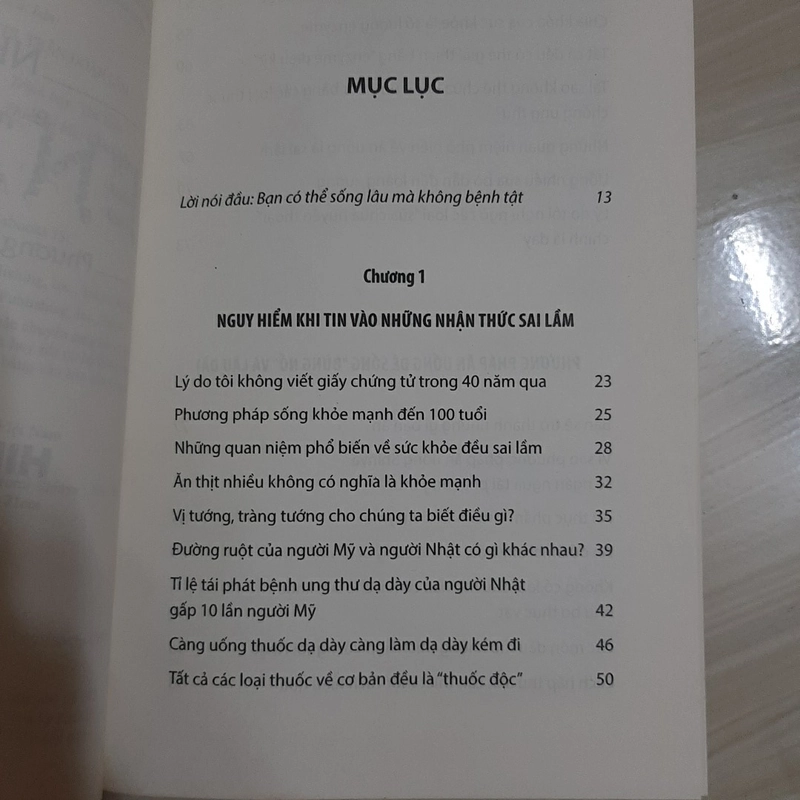 MỤC LỤC
Lời nói đầu: Bạn có thể sống lâu mà không bệnh tật 13
Chương 1
NGUY HIỂM KHI TIN VÀO NHỮNG NHẬN THỨC SAI LẦM
Lý do tôi không viết giấy chứng tử trong 40 năm qua 23
Phương pháp sống khỏe mạnh đến 100 tuổi 25
Những quan niệm phổ biến về sức khỏe đều sai lầm 28
Ăn thịt nhiều không có nghĩa là khỏe mạnh 32
Vị tướng, tràng tướng cho chúng ta biết điều gì? 35
Đường ruột của người Mỹ và người Nhật có gì khác nhau? 39
Tỉ lệ tái phát bệnh ung thư dạ dày của người Nhật
gấp 10 lần người Mỹ 42
Càng uống thuốc dạ dày càng làm dạ dày kém đi 46
Tất cả các loại thuốc về cơ bản đều là “thuốc độc” 50